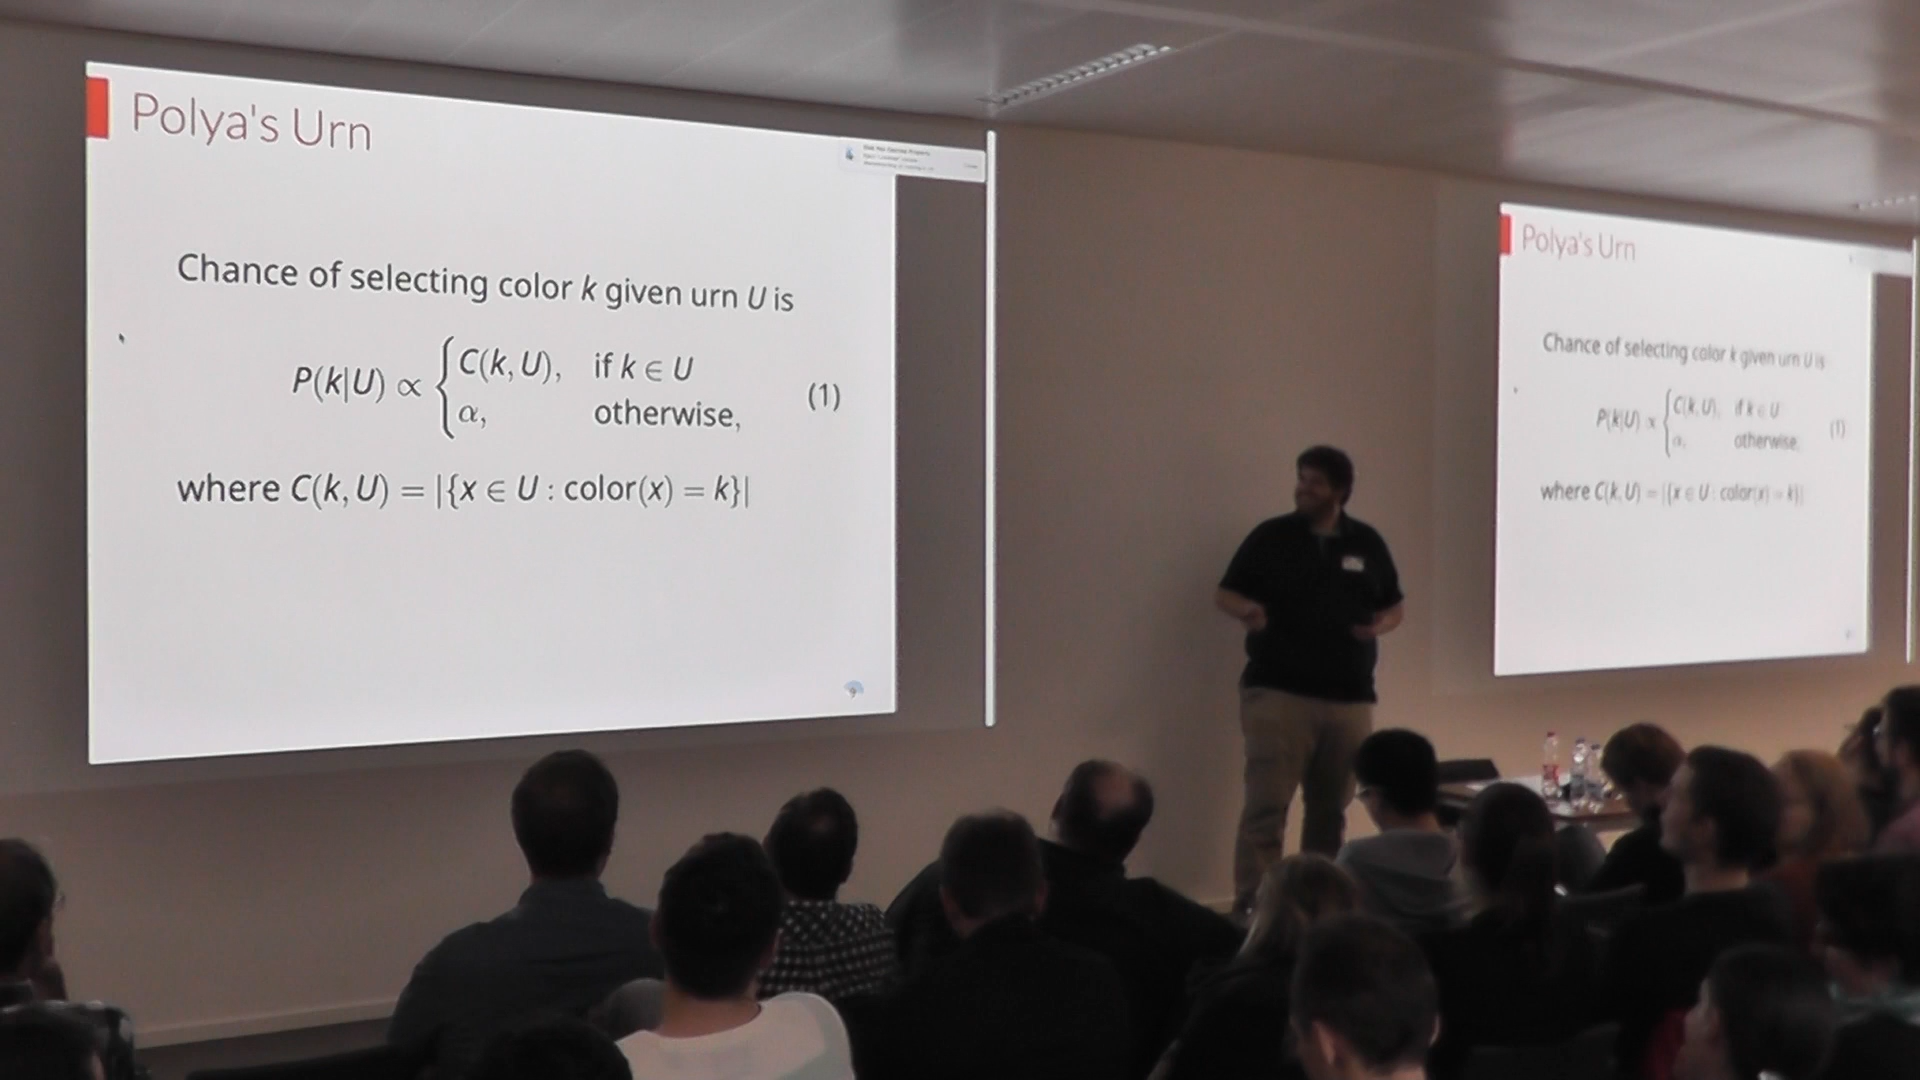 Polya's Urn
Chance of selecting color k given urn U is
P(k|U) ∝ { C(k, U), if k ∈ U
α, otherwise, (1)
where C(k, U) = |{x ∈ U : color(x) = k}|
Polya's Urn
Chance of selecting color k given urn U is
P(k|U) ∝ { C(k, U), if k ∈ U
α, otherwise, (1)
where C(k, U) = |{x ∈ U : color(x) = k}|